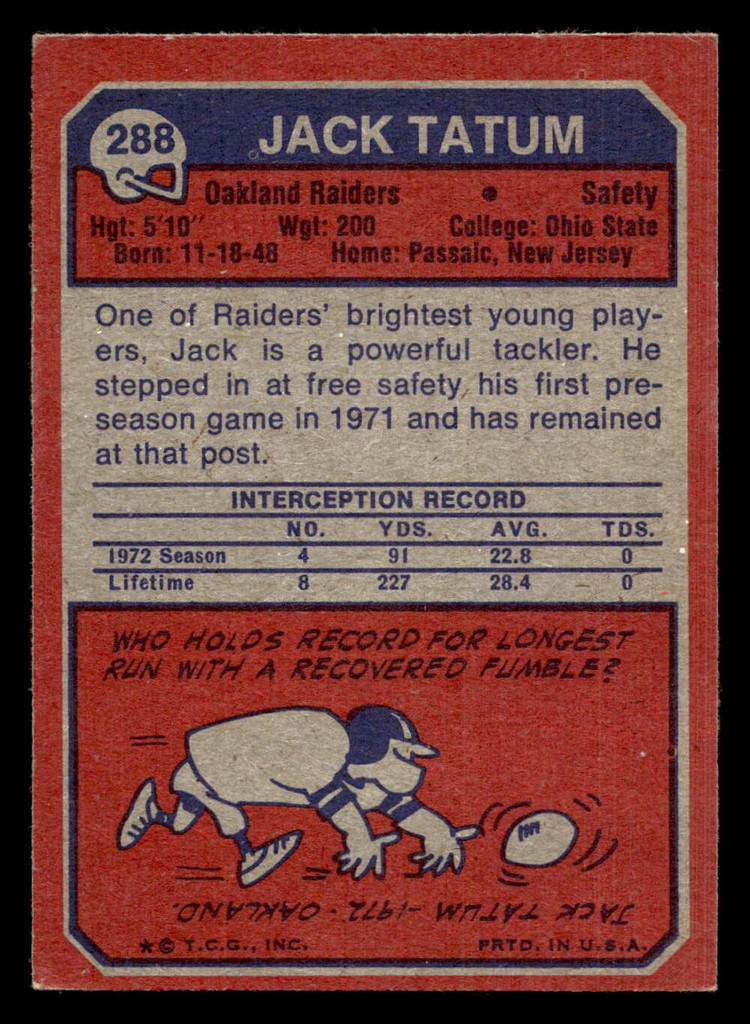 288
JACK TATUM
Oakland Raiders • Safety
Hgt: 5'10" Wgt: 200 College: Ohio State
Born: 11-18-48 Home: Passaic, New Jersey
One of Raiders' brightest young play-
ers, Jack is a powerful tackler. He
stepped in at free safety his first pre-
season game in 1971 and has remained
at that post.
INTERCEPTION RECORD
NO. YDS. AVG. TDS.
1972 Season 4 91 22.8 0
Lifetime 8 227 28.4 0
WHO HOLDS RECORD FOR LONGEST
RUN WITH A RECOVERED FUMBLE?
JACK TATUM - 1972 - OAKLAND.
*© T.C.G., INC. PRTD. IN U.S.A.